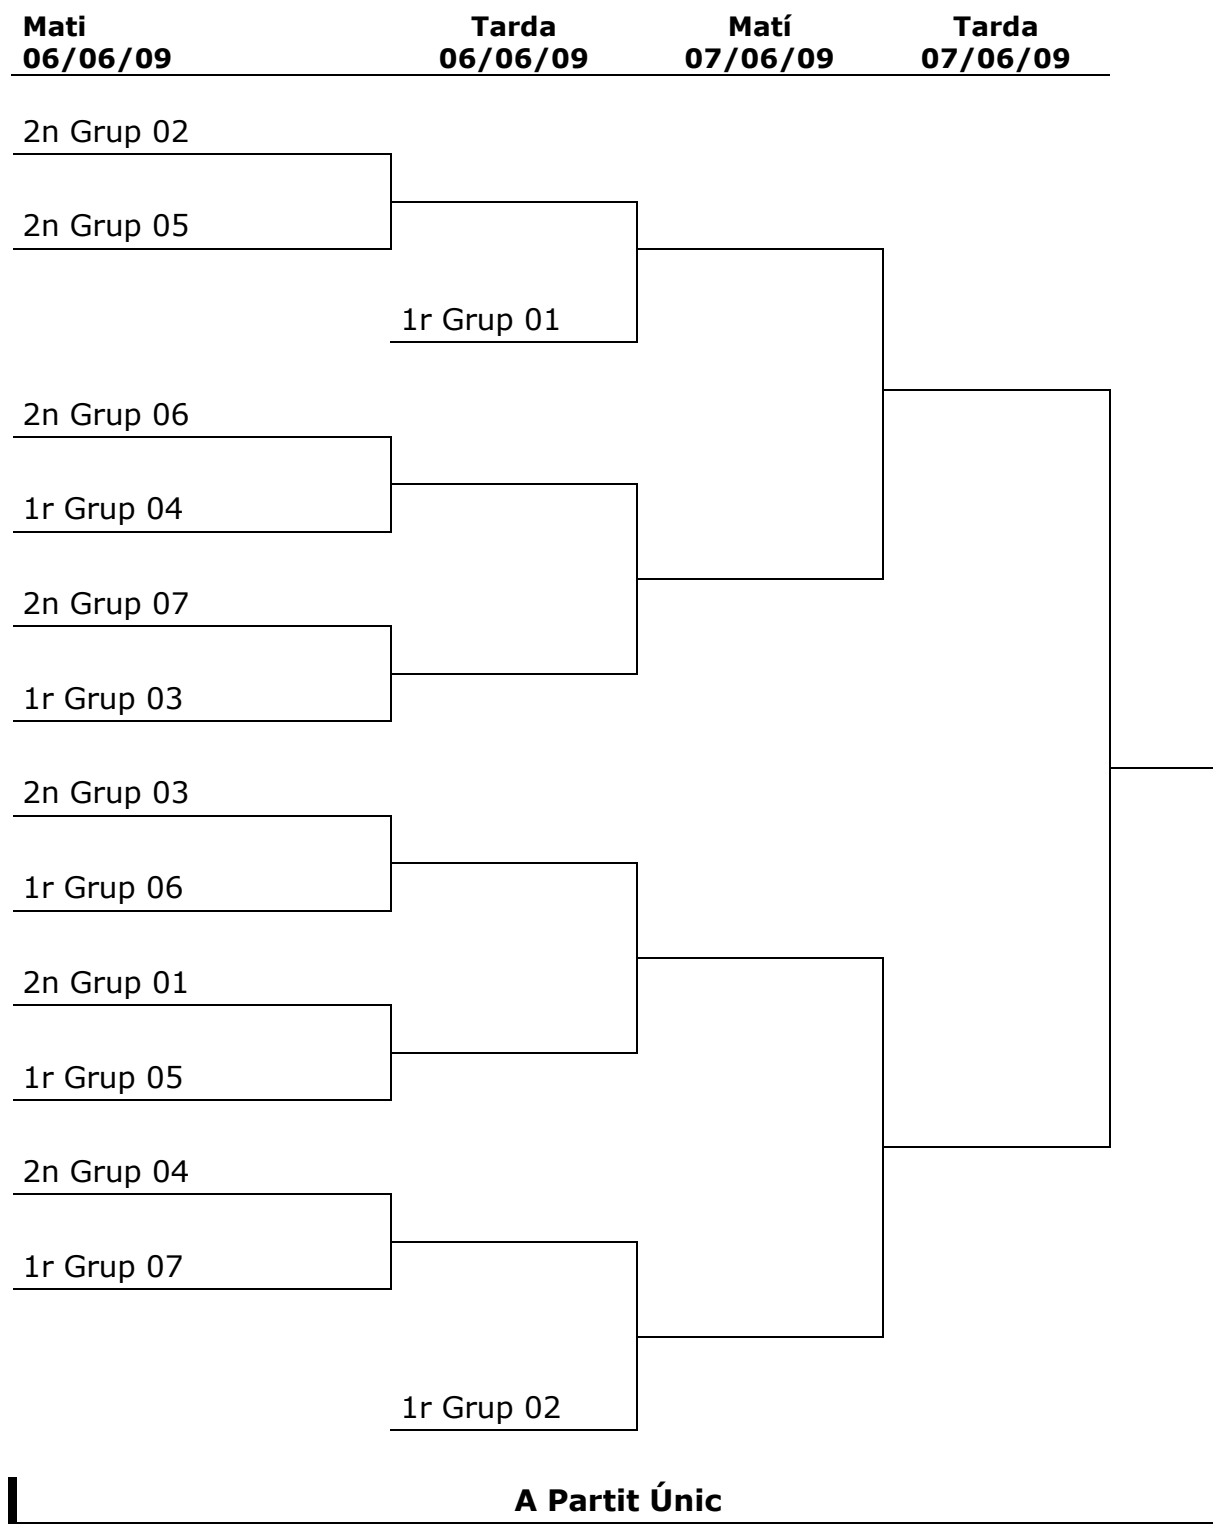 Mati Tarda Matí Tarda
06/06/09 06/06/09 07/06/09 07/06/09
2n Grup 02
2n Grup 05
1r Grup 01
2n Grup 06
1r Grup 04
2n Grup 07
1r Grup 03
2n Grup 03
1r Grup 06
2n Grup 01
1r Grup 05
2n Grup 04
1r Grup 07
1r Grup 02
A Partit Únic